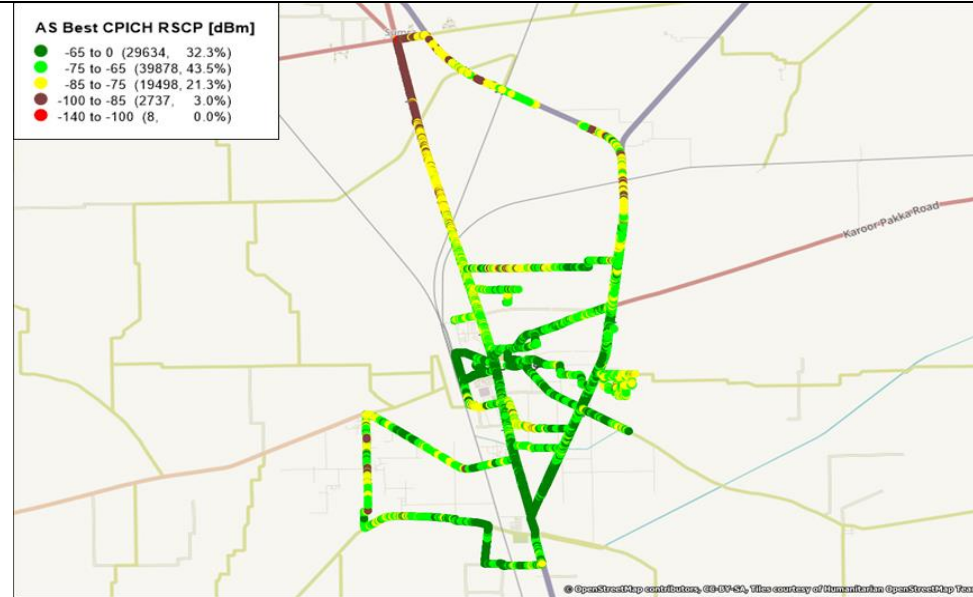 AS Best CPICH RSCP [dBm]
-65 to 0 (29634, 32.3%)
-75 to -65 (39878, 43.5%)
-85 to -75 (19498, 21.3%)
-100 to -85 (2737, 3.0%)
-140 to -100 (8, 0.0%)
Karoor-Pakka Road
© OpenStreetMap contributors, CC-BY-SA, Tiles courtesy of Humanitarian OpenStreetMap Tea